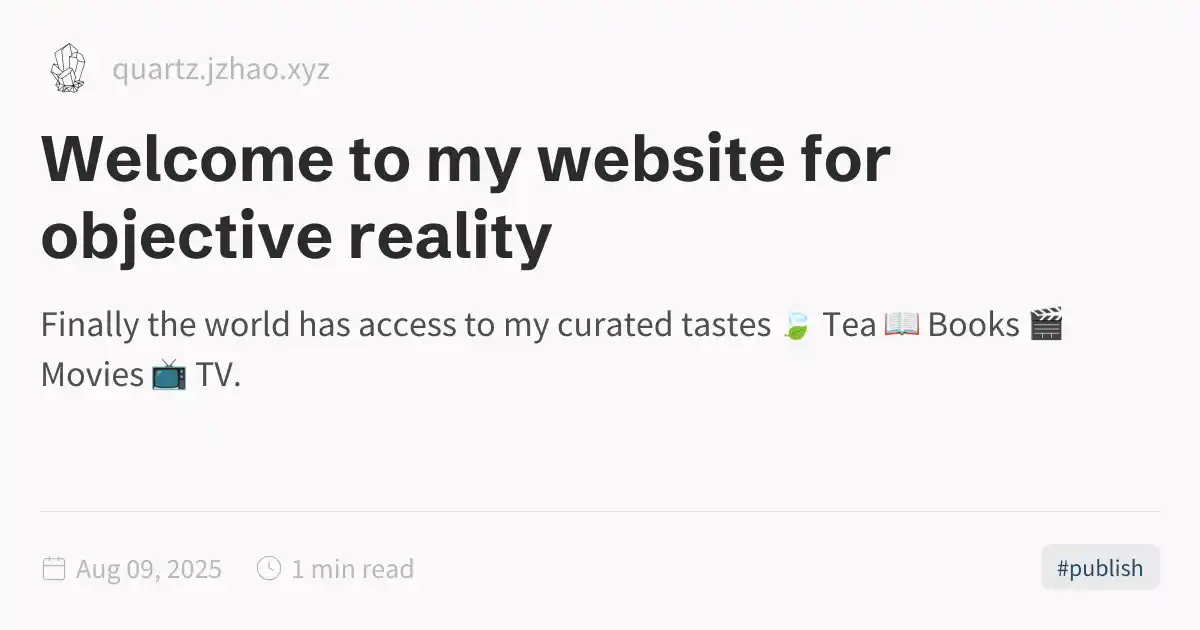 quartz.jzhao.xyz
Welcome to my website for
objective reality
Finally the world has access to my curated tastes 🍃 Tea 📖 Books 🎬
Movies 📺 TV.
Aug 09, 2025 1 min read
#publish